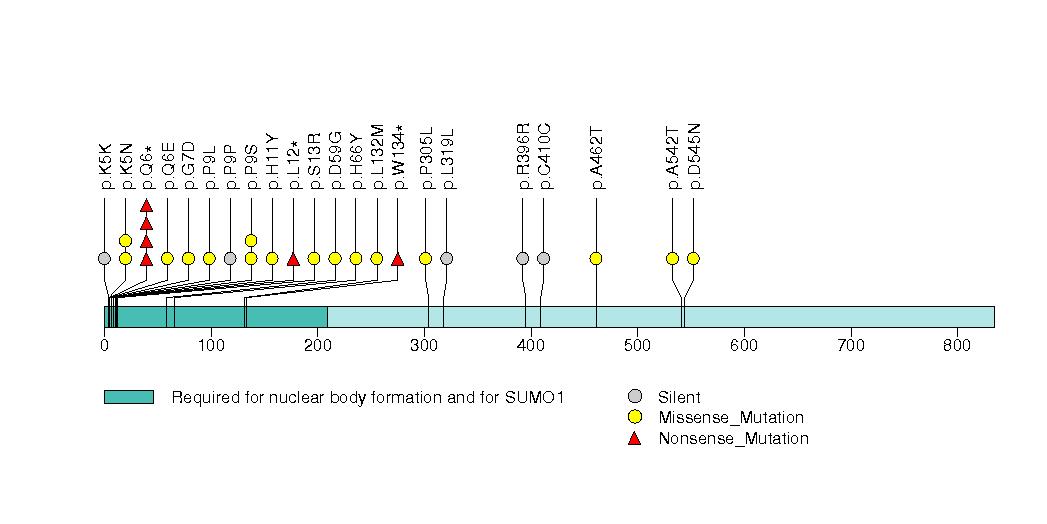 p.K5K
p.K5N
p.Q6*
p.Q6E
p.G7D
p.P9L
p.P9P
p.P9S
p.H11Y
p.L12*
p.S13R
p.D59G
p.H66Y
p.L132M
p.W134*
p.P305L
p.L319L
p.R396R
p.C410C
p.A462T
p.A542T
p.D545N
0 100 200 300 400 500 600 700 800
Required for nuclear body formation and for SUMO1
Silent
Missense_Mutation
Nonsense_Mutation